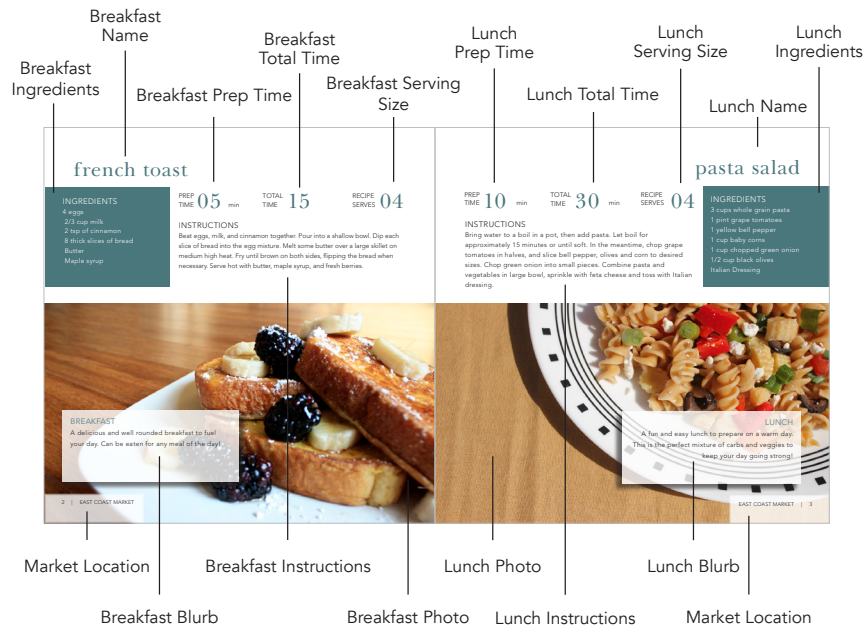 Breakfast
Name
Breakfast
Total Time
Lunch
Prep Time
Lunch
Serving Size
Lunch
Ingredients
Breakfast
Ingredients
Breakfast Prep Time
Breakfast Serving
Size
Lunch Total Time
Lunch Name
french toast
INGREDIENTS
4 eggs
2/3 cup milk
2 tsp of cinnamon
8 thick slices of bread
Butter
Maple syrup
PREP
TIME 05 min
TOTAL
TIME 15
RECIPE
SERVES 04
INSTRUCTIONS
Beat eggs, milk, and cinnamon together. Pour into a shallow bowl. Dip each
slice of bread into the egg mixture. Melt some butter over a large skillet on
medium high heat. Fry until brown on both sides, flipping the bread when
necessary. Serve hot with butter, maple syrup, and fresh berries.
BREAKFAST
A delicious and well rounded breakfast to fuel
your day. Can be eaten for any meal of the day!
2 | EAST COAST MARKET
pasta salad
PREP
TIME 10 min
TOTAL
TIME 30 min
RECIPE
SERVES 04
INSTRUCTIONS
Bring water to a boil in a pot, then add pasta. Let boil for
approximately 15 minutes or until soft. In the meantime, chop grape
tomatoes in halves, and slice bell pepper, olives and corn to desired
sizes. Chop green onion into small pieces. Combine pasta and
vegetables in large bowl, sprinkle with feta cheese and toss with Italian
dressing.
INGREDIENTS
3 cups whole grain pasta
1 pint grape tomatoes
1 yellow bell pepper
1 cup baby corns
1 cup chopped green onion
1/2 cup black olives
Italian Dressing
LUNCH
A fun and easy lunch to prepare on a warm day.
This is the perfect mixture of carbs and veggies to
keep your day going strong!
EAST COAST MARKET | 3
Market Location
Breakfast Instructions
Lunch Photo
Lunch Blurb
Breakfast Blurb
Breakfast Photo
Lunch Instructions
Market Location